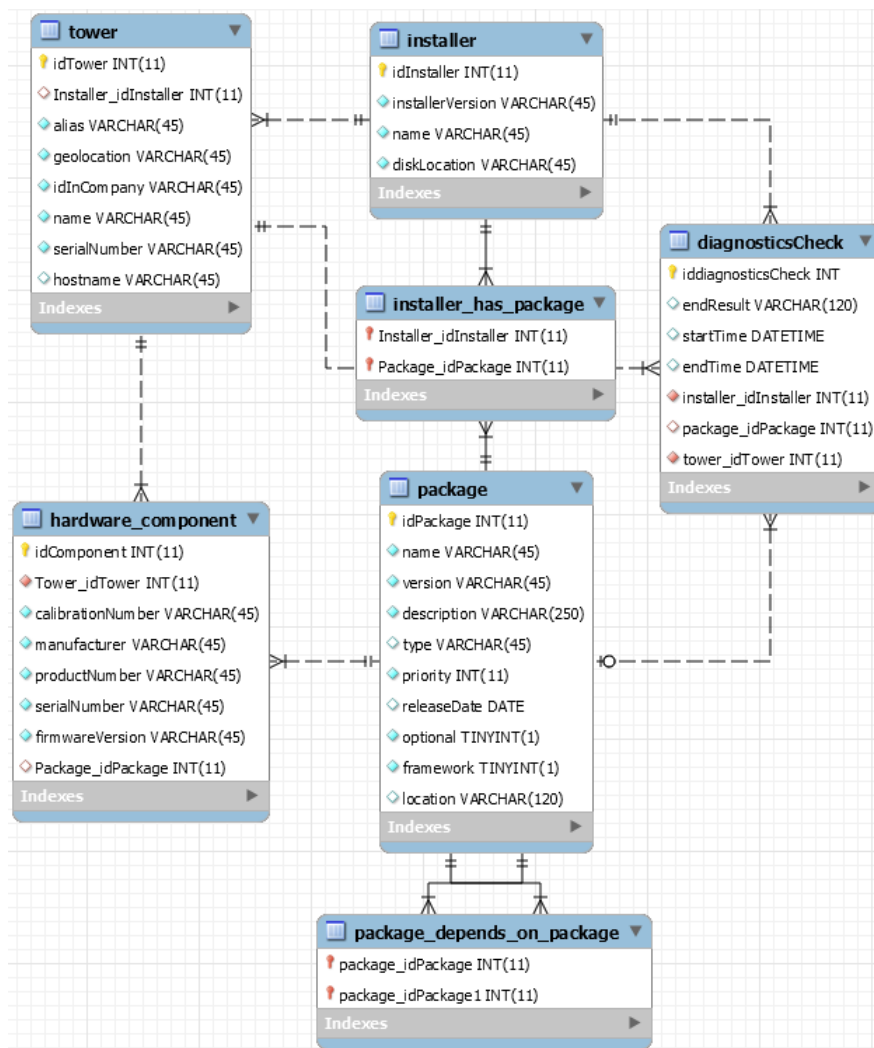 tower
idTower INT(11)
Installer_idInstaller INT(11)
alias VARCHAR(45)
geolocation VARCHAR(45)
idInCompany VARCHAR(45)
name VARCHAR(45)
serialNumber VARCHAR(45)
hostname VARCHAR(45)
Indexes
installer
idInstaller INT(11)
installerVersion VARCHAR(45)
name VARCHAR(45)
diskLocation VARCHAR(45)
Indexes
diagnosticsCheck
iddiagnosticsCheck INT
endResult VARCHAR(120)
startTime DATETIME
endTime DATETIME
installer_idInstaller INT(11)
package_idPackage INT(11)
tower_idTower INT(11)
Indexes
installer_has_package
Installer_idInstaller INT(11)
Package_idPackage INT(11)
Indexes
hardware_component
idComponent INT(11)
Tower_idTower INT(11)
calibrationNumber VARCHAR(45)
manufacturer VARCHAR(45)
productNumber VARCHAR(45)
serialNumber VARCHAR(45)
firmwareVersion VARCHAR(45)
Package_idPackage INT(11)
Indexes
package
idPackage INT(11)
name VARCHAR(45)
version VARCHAR(45)
description VARCHAR(250)
type VARCHAR(45)
priority INT(11)
releaseDate DATE
optional TINYINT(1)
framework TINYINT(1)
location VARCHAR(120)
Indexes
package_depends_on_package
package_idPackage INT(11)
package_idPackage1 INT(11)
Indexes